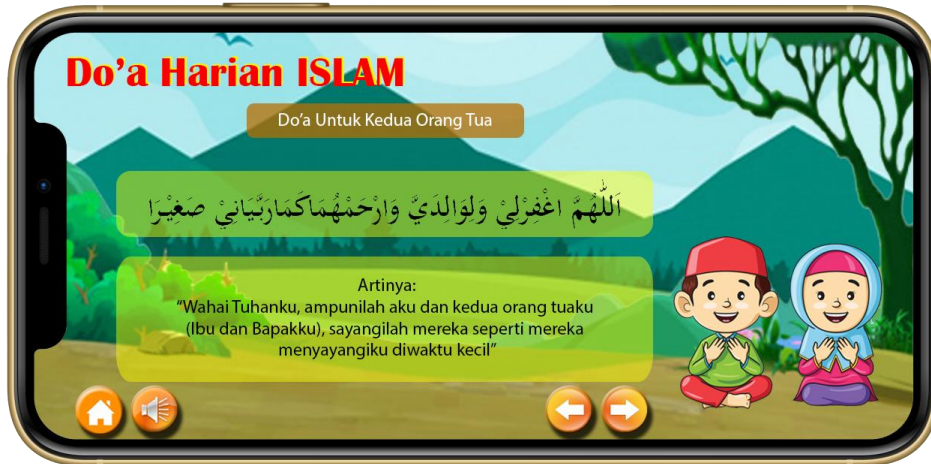 Do'a Harian ISLAM
Do'a Untuk Kedua Orang Tua
اَللّٰهُمَّ اغْفِرْلِيْ وَلِوَالِدَيَّ وَارْحَمْهُمَاكَمَارَبَّيَانِيْ صَغِيْرَا
Artinya:
“Wahai Tuhanku, ampunilah aku dan kedua orang tuaku
(Ibu dan Bapakku), sayangilah mereka seperti mereka
menyayangiku diwaktu kecil”